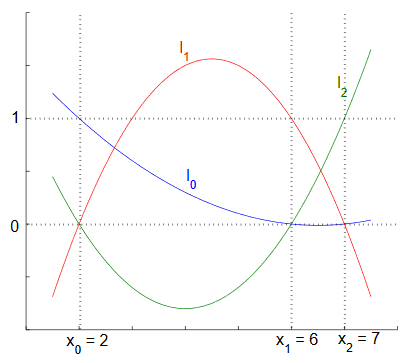 l₁
l₂
1
l₀
0
x₀ = 2
x₁ = 6
x₂ = 7